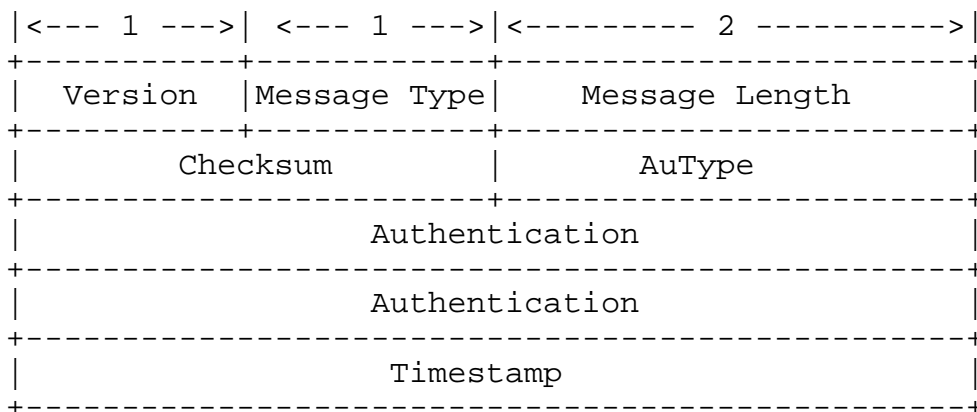 |<--- 1 --->| <--- 1 --->|<--------- 2 ---------->|
+-----------+------------+------------------------+
| Version |Message Type| Message Length |
+-----------+------------+------------------------+
| Checksum | AuType |
+------------------------+------------------------+
| Authentication |
+-------------------------------------------------+
| Authentication |
+-------------------------------------------------+
| Timestamp |
+-------------------------------------------------+